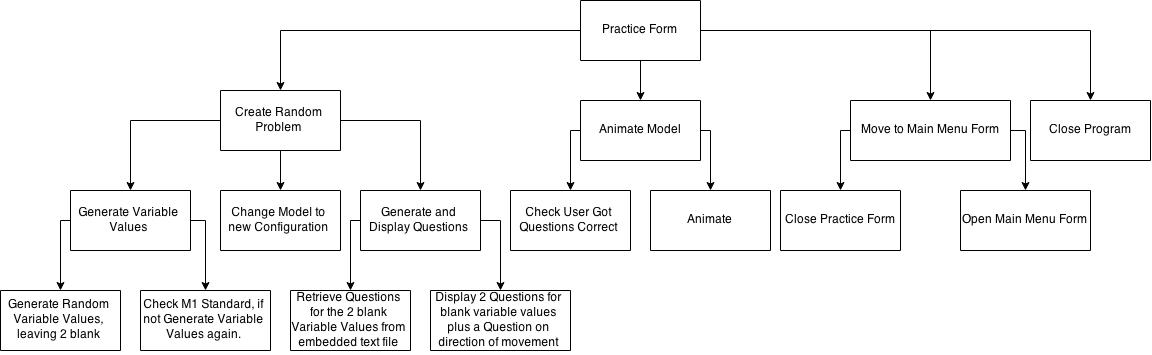 Practice Form
Create Random
Problem
Animate Model
Move to Main Menu Form
Close Program
Generate Variable
Values
Change Model to
new Configuration
Generate and
Display Questions
Check User Got
Questions Correct
Animate
Close Practice Form
Open Main Menu Form
Generate Random
Variable Values,
leaving 2 blank
Check M1 Standard, if
not Generate Variable
Values again.
Retrieve Questions
for the 2 blank
Variable Values from
embedded text file
Display 2 Questions for
blank variable values
plus a Question on
direction of movement